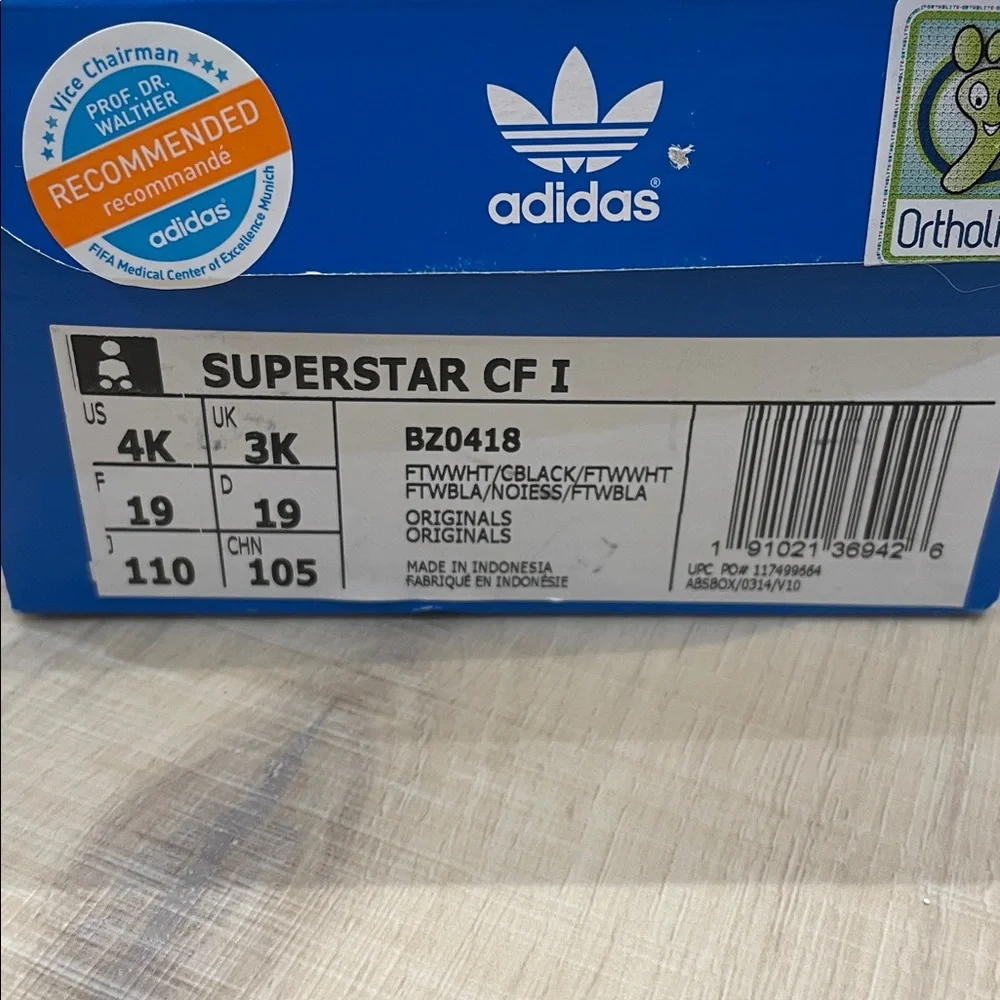 ★★★ Vice Chairman ★★★
PROF. DR.
WALTHER
RECOMMENDED
recommandé
adidas
FIFA Medical Center of Excellence Munich
adidas®
Ortholi
SUPERSTAR CF I
US 4K UK 3K
F 19 D 19
J 110 CHN 105
BZ0418
FTWWHT/CBLACK/FTWWHT
FTWBLA/NOIESS/FTWBLA
ORIGINALS
ORIGINALS
MADE IN INDONESIA
FABRIQUÉ EN INDONÉSIE
1 91021 36942 6
UPC PO# 117499664
ABSBOX/0314/V10